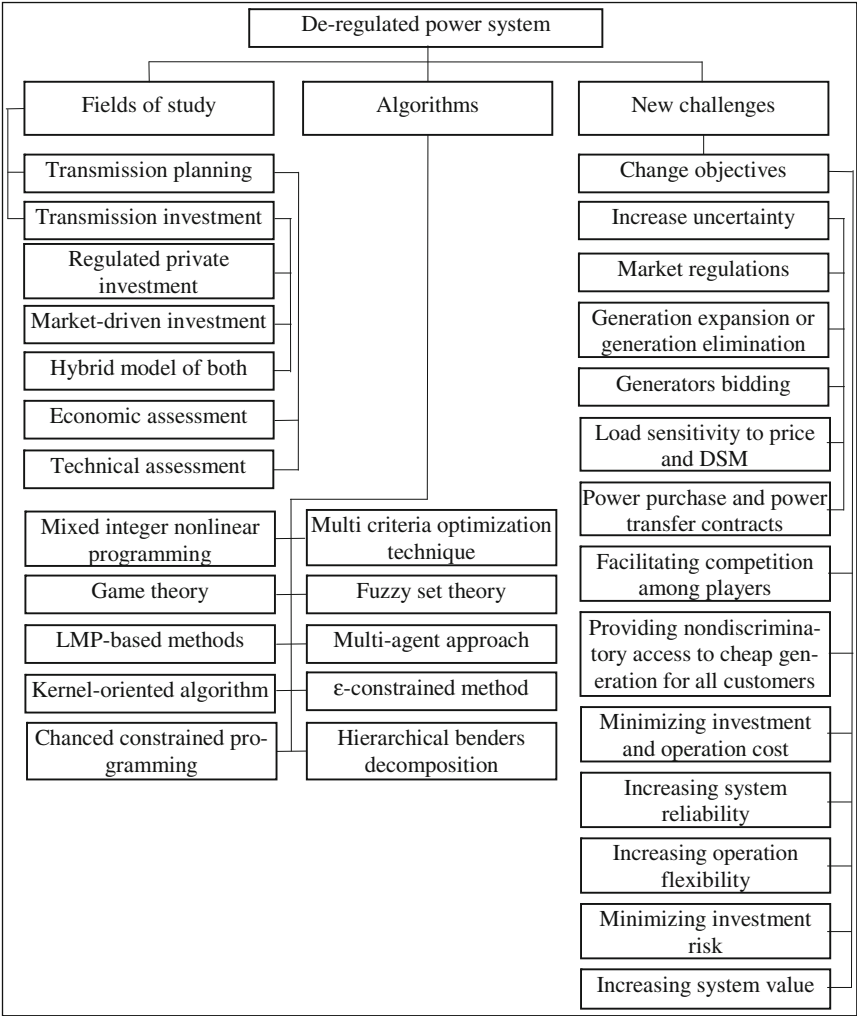 De-regulated power system
Fields of study
Algorithms
New challenges
Transmission planning
Transmission investment
Regulated private
investment
Market-driven investment
Hybrid model of both
Economic assessment
Technical assessment
Mixed integer nonlinear
programming
Game theory
LMP-based methods
Kernel-oriented algorithm
Chanced constrained pro-
gramming
Multi criteria optimization
technique
Fuzzy set theory
Multi-agent approach
ε-constrained method
Hierarchical benders
decomposition
Change objectives
Increase uncertainty
Market regulations
Generation expansion or
generation elimination
Generators bidding
Load sensitivity to price
and DSM
Power purchase and power
transfer contracts
Facilitating competition
among players
Providing nondiscrimina-
tory access to cheap gen-
eration for all customers
Minimizing investment
and operation cost
Increasing system
reliability
Increasing operation
flexibility
Minimizing investment
risk
Increasing system value